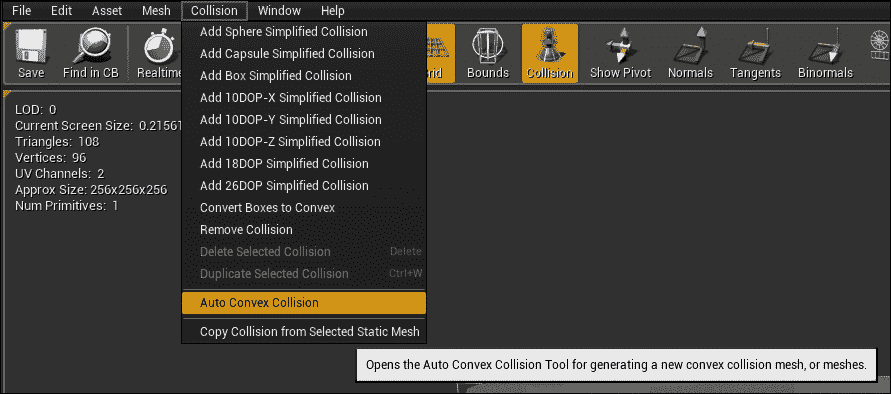 File Edit Asset Mesh Collision Window Help
Save Find in CB Realtime rid Bounds Collision Show Pivot Normals Tangents Binormals
Add Sphere Simplified Collision
Add Capsule Simplified Collision
Add Box Simplified Collision
Add 10DOP-X Simplified Collision
Add 10DOP-Y Simplified Collision
Add 10DOP-Z Simplified Collision
Add 18DOP Simplified Collision
Add 26DOP Simplified Collision
Convert Boxes to Convex
Remove Collision
Delete Selected Collision Delete
Duplicate Selected Collision Ctrl+W
Auto Convex Collision
Copy Collision from Selected Static Mesh
LOD: 0
Current Screen Size: 0.21561
Triangles: 108
Vertices: 96
UV Channels: 2
Approx Size: 256x256x256
Num Primitives: 1
Opens the Auto Convex Collision Tool for generating a new convex collision mesh, or meshes.